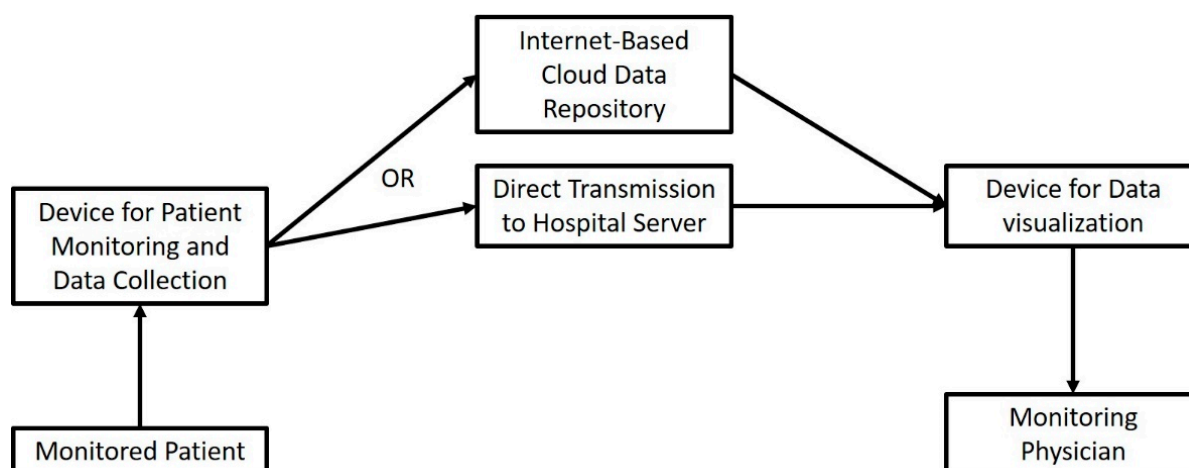 Internet-Based
Cloud Data
Repository
OR
Direct Transmission
to Hospital Server
Device for Patient
Monitoring and
Data Collection
Device for Data
visualization
Monitored Patient
Monitoring
Physician